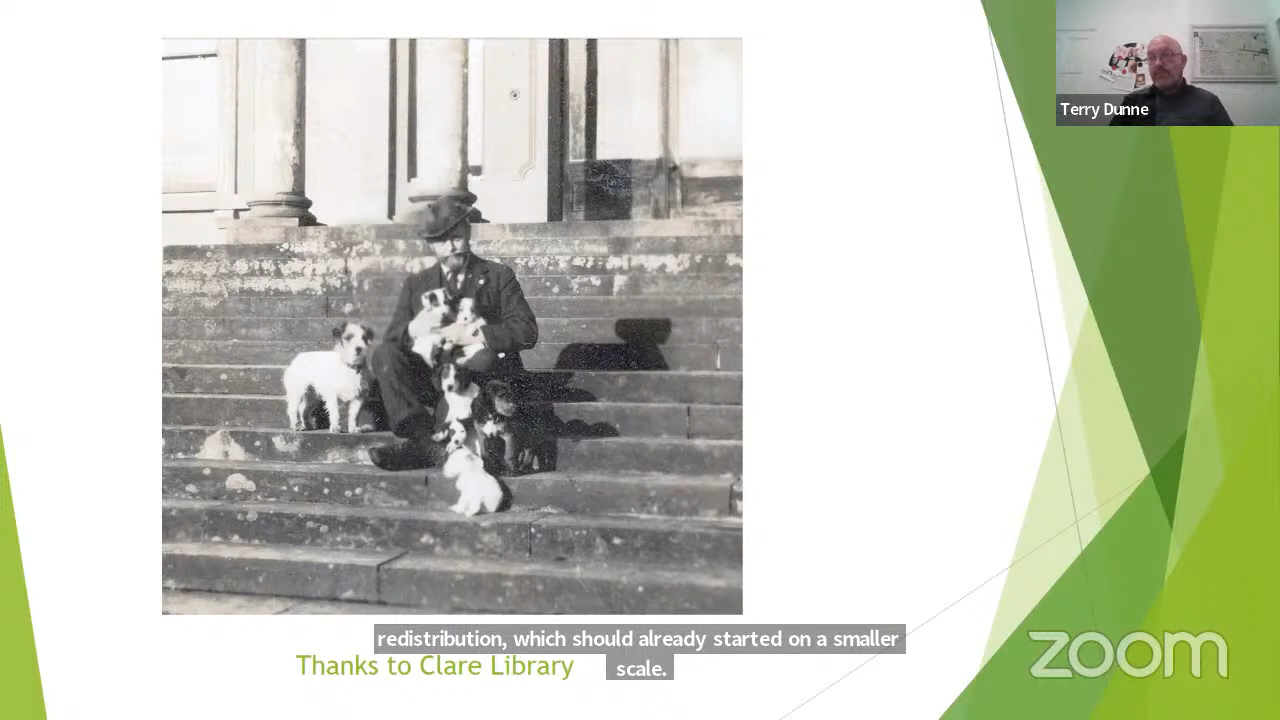 Terry Dunne
redistribution, which should already started on a smaller
scale.
Thanks to Clare Library
zoom